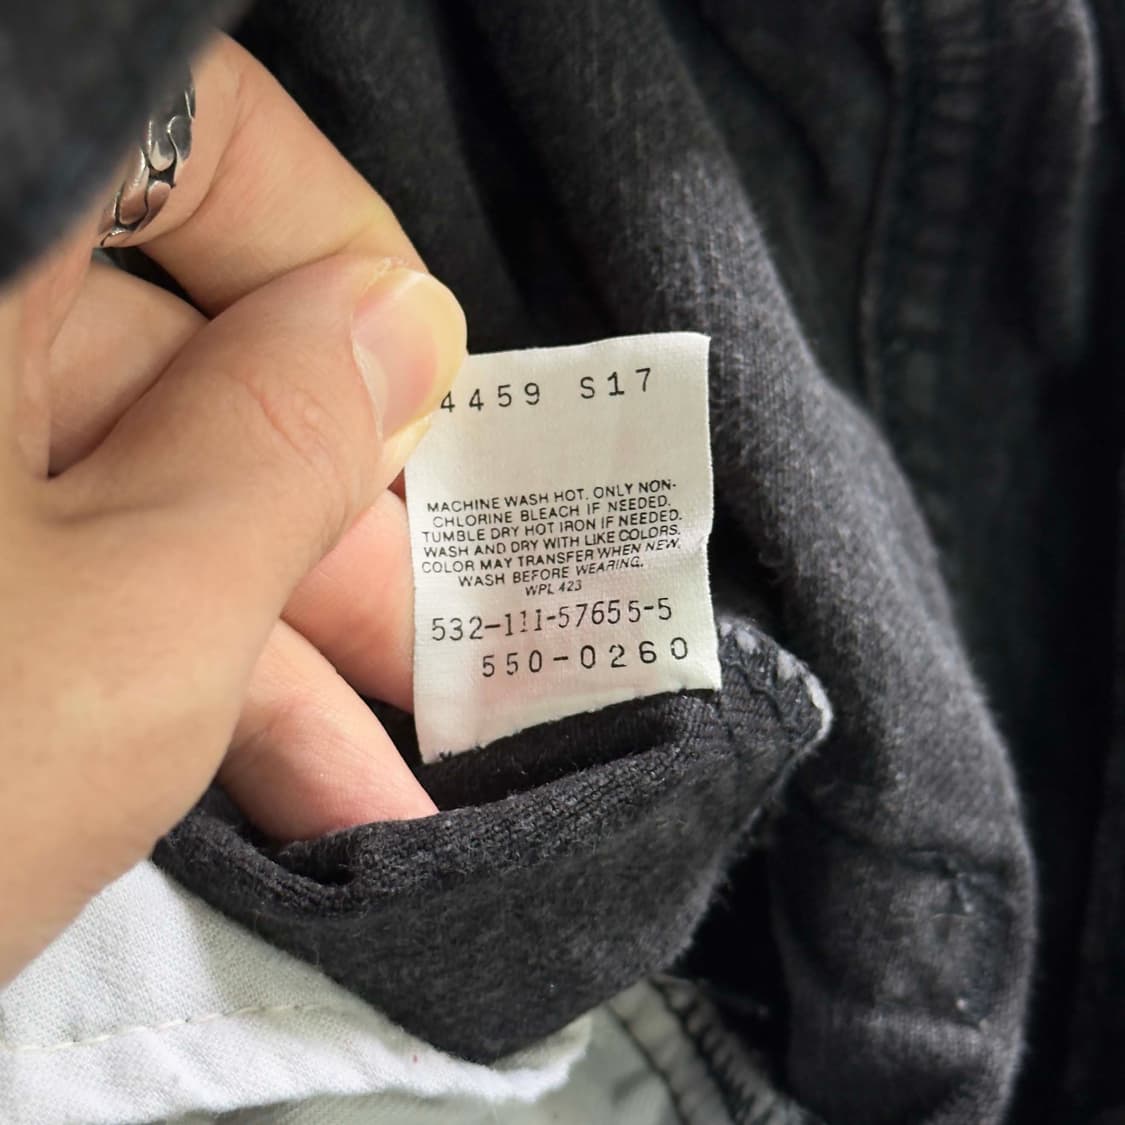 4459 S17
MACHINE WASH HOT, ONLY NON-
CHLORINE BLEACH IF NEEDED.
TUMBLE DRY HOT IRON IF NEEDED.
WASH AND DRY WITH LIKE COLORS.
COLOR MAY TRANSFER WHEN NEW,
WASH BEFORE WEARING.
WPL 423
532-111-57655-5
550-0260